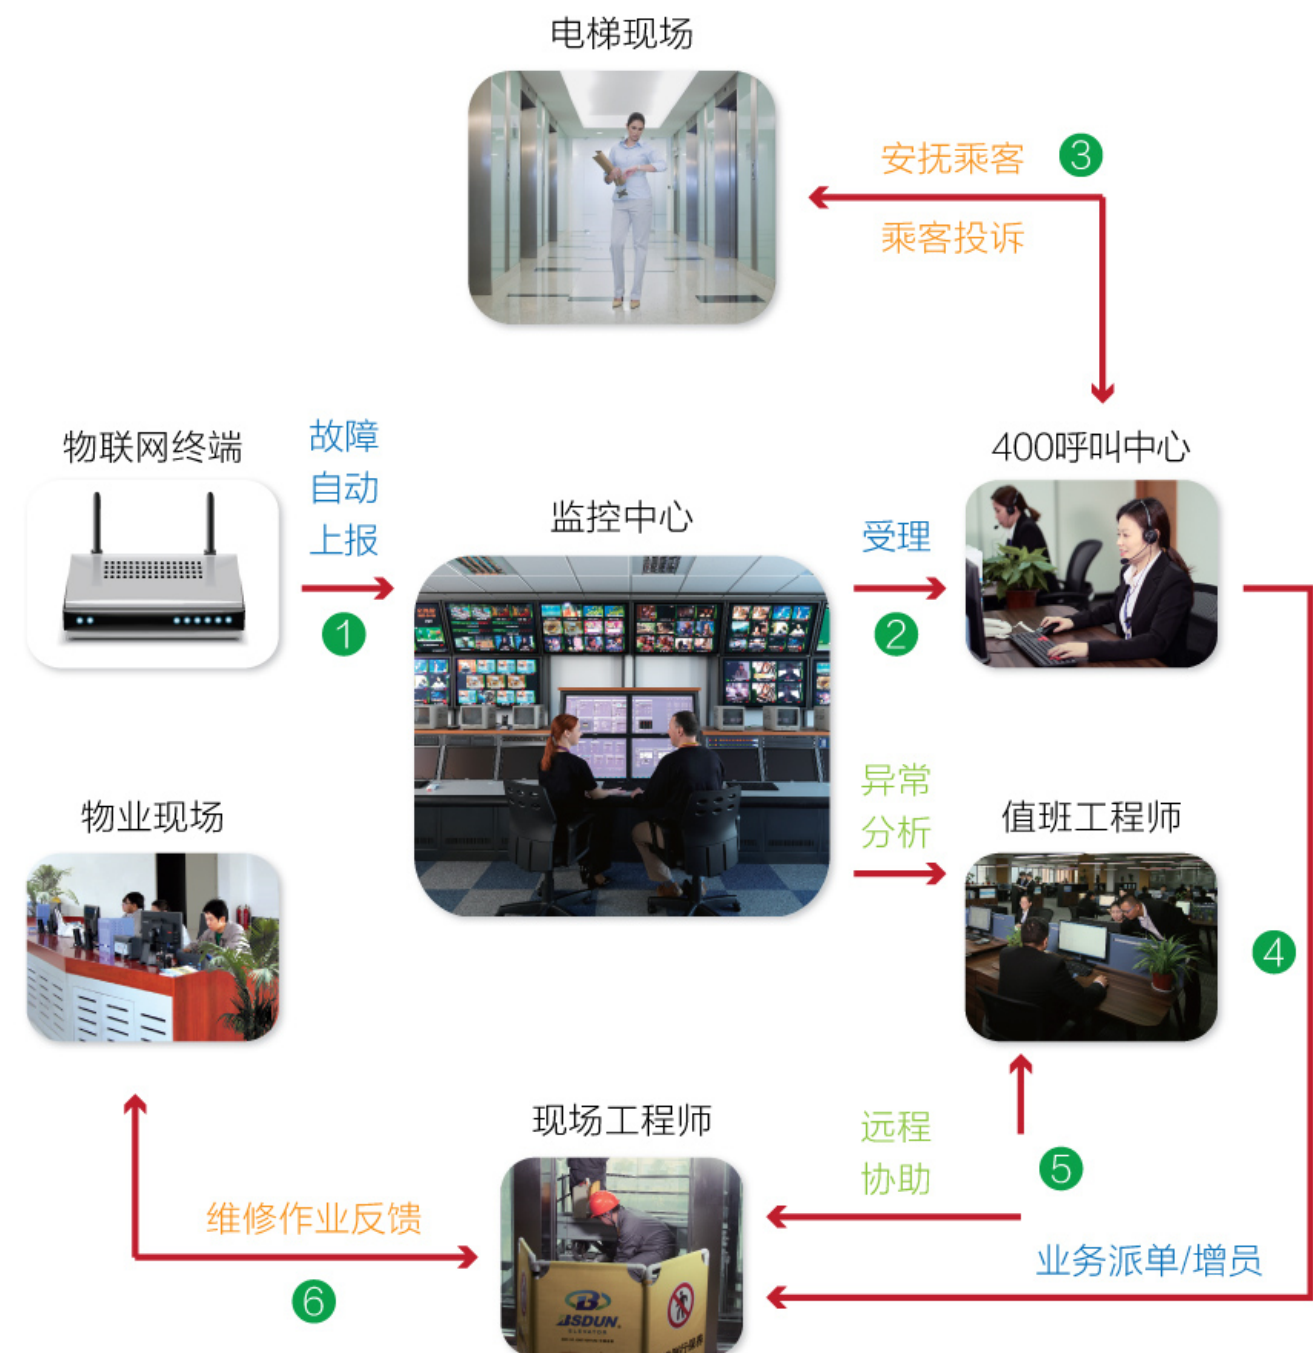 电梯现场
安抚乘客
3
乘客投诉
物联网终端
故障
自动
上报
1
监控中心
受理
2
400呼叫中心
物业现场
异常
分析
值班工程师
4
现场工程师
远程
协助
5
维修作业反馈
6
业务派单/增员
BSDUN
ELEVATOR